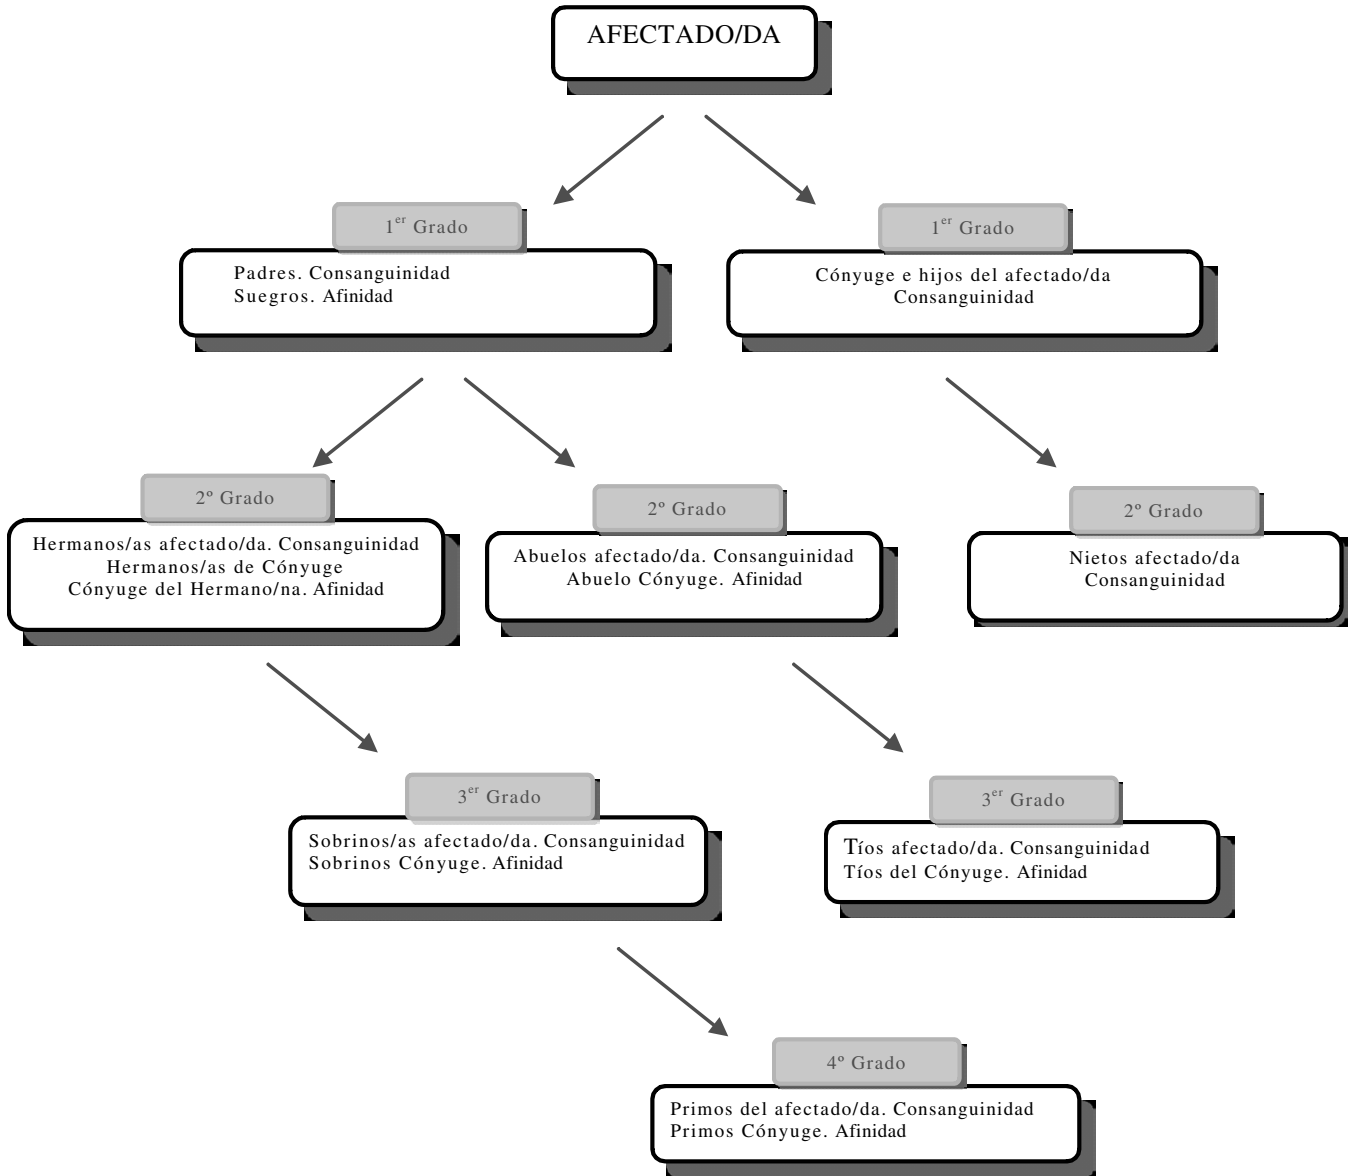 AFECTADO/DA
1er Grado
Padres. Consanguinidad
Suegros. Afinidad
1er Grado
Cónyuge e hijos del afectado/da
Consanguinidad
2º Grado
Hermanos/as afectado/da. Consanguinidad
Hermanos/as de Cónyuge
Cónyuge del Hermano/na. Afinidad
2º Grado
Abuelos afectado/da. Consanguinidad
Abuelo Cónyuge. Afinidad
2º Grado
Nietos afectado/da
Consanguinidad
3er Grado
Sobrinos/as afectado/da. Consanguinidad
Sobrinos Cónyuge. Afinidad
3er Grado
Tíos afectado/da. Consanguinidad
Tíos del Cónyuge. Afinidad
4º Grado
Primos del afectado/da. Consanguinidad
Primos Cónyuge. Afinidad